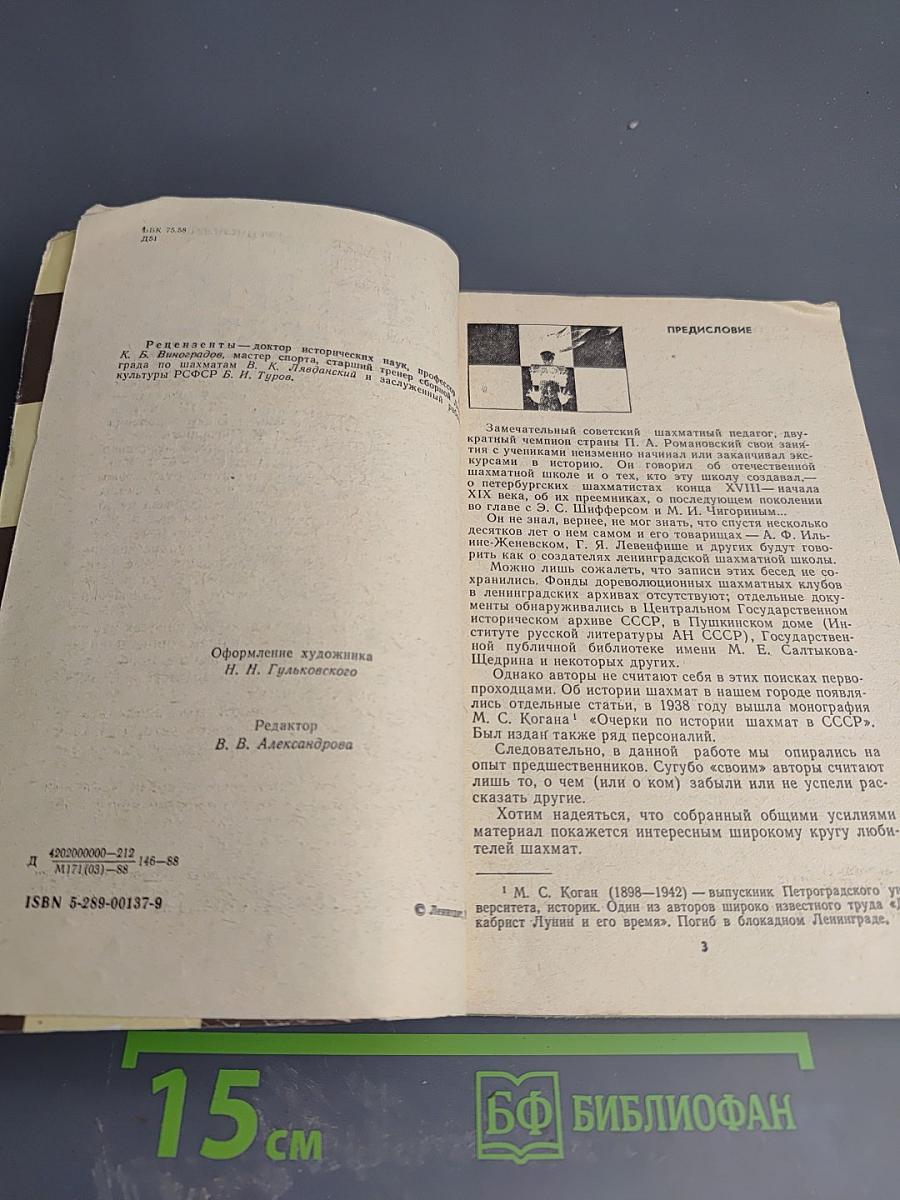 ББК 75.58
Д51
Рецензенты — доктор исторических наук, профессор
К. Б. Виноградов, мастер спорта, старший тренер сборной
града по шахматам В. К. Лявданский и заслуженный
культуры РСФСР Б. И. Туров.
Оформление художника
Н. Н. Гульковского
Редактор
В. В. Александрова
Д 4202000000—212 146—88
М171(03)—88
ISBN 5-289-00137-9
©
ПРЕДИСЛОВИЕ
Замечательный советский шахматный педагог, дву-
кратный чемпион страны П. А. Романовский свои заня-
тия с учениками неизменно начинал или заканчивал экс-
курсами в историю. Он говорил об отечественной
шахматной школе и о тех, кто эту школу создавал,—
о петербургских шахматистах конца XVIII— начала
XIX века, об их преемниках, о последующем поколении
во главе с Э. С. Шифферсом и М. И. Чигориным...
Он не знал, вернее, не мог знать, что спустя несколько
десятков лет о нем самом и его товарищах — А. Ф. Иль-
ине-Женевском, Г. Я. Левенфише и других будут гово-
рить как о создателях ленинградской шахматной школы.
Можно лишь сожалеть, что записи этих бесед не со-
хранились. Фонды дореволюционных шахматных клубов
в ленинградских архивах отсутствуют; отдельные доку-
менты обнаруживались в Центральном Государственном
историческом архиве СССР, в Пушкинском доме (Ин-
ституте русской литературы АН СССР), Государствен-
ной публичной библиотеке имени М. Е. Салтыкова-
Щедрина и некоторых других.
Однако авторы не считают себя в этих поисках перво-
проходцами. Об истории шахмат в нашем городе появля-
лись отдельные статьи, в 1938 году вышла монография
М. С. Когана¹ «Очерки по истории шахмат в СССР».
Был издан также ряд персоналий.
Следовательно, в данной работе мы опирались на
опыт предшественников. Сугубо «своим» авторы считают
лишь то, о чем (или о ком) забыли или не успели рас-
сказать другие.
Хотим надеяться, что собранный общими усилиями
материал покажется интересным широкому кругу люби-
телей шахмат.
¹ М. С. Коган (1898—1942) — выпускник Петроградского уни-
верситета, историк. Один из авторов широко известного труда «Де-
кабрист Лунин и его время». Погиб в блокадном Ленинграде,
3
15 см
БФ БИБЛИОФАН